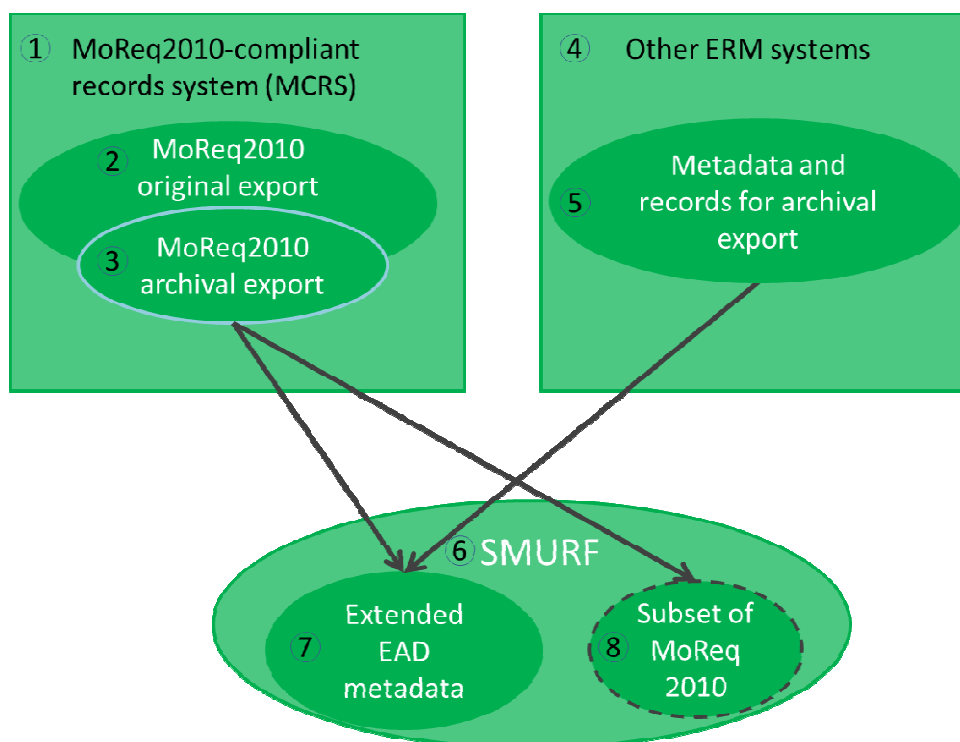 ① MoReq2010-compliant
records system (MCRS)
② MoReq2010
original export
③ MoReq2010
archival export
④ Other ERM systems
⑤ Metadata and
records for archival
export
⑥ SMURF
⑦ Extended
EAD
metadata
⑧ Subset of
MoReq
2010